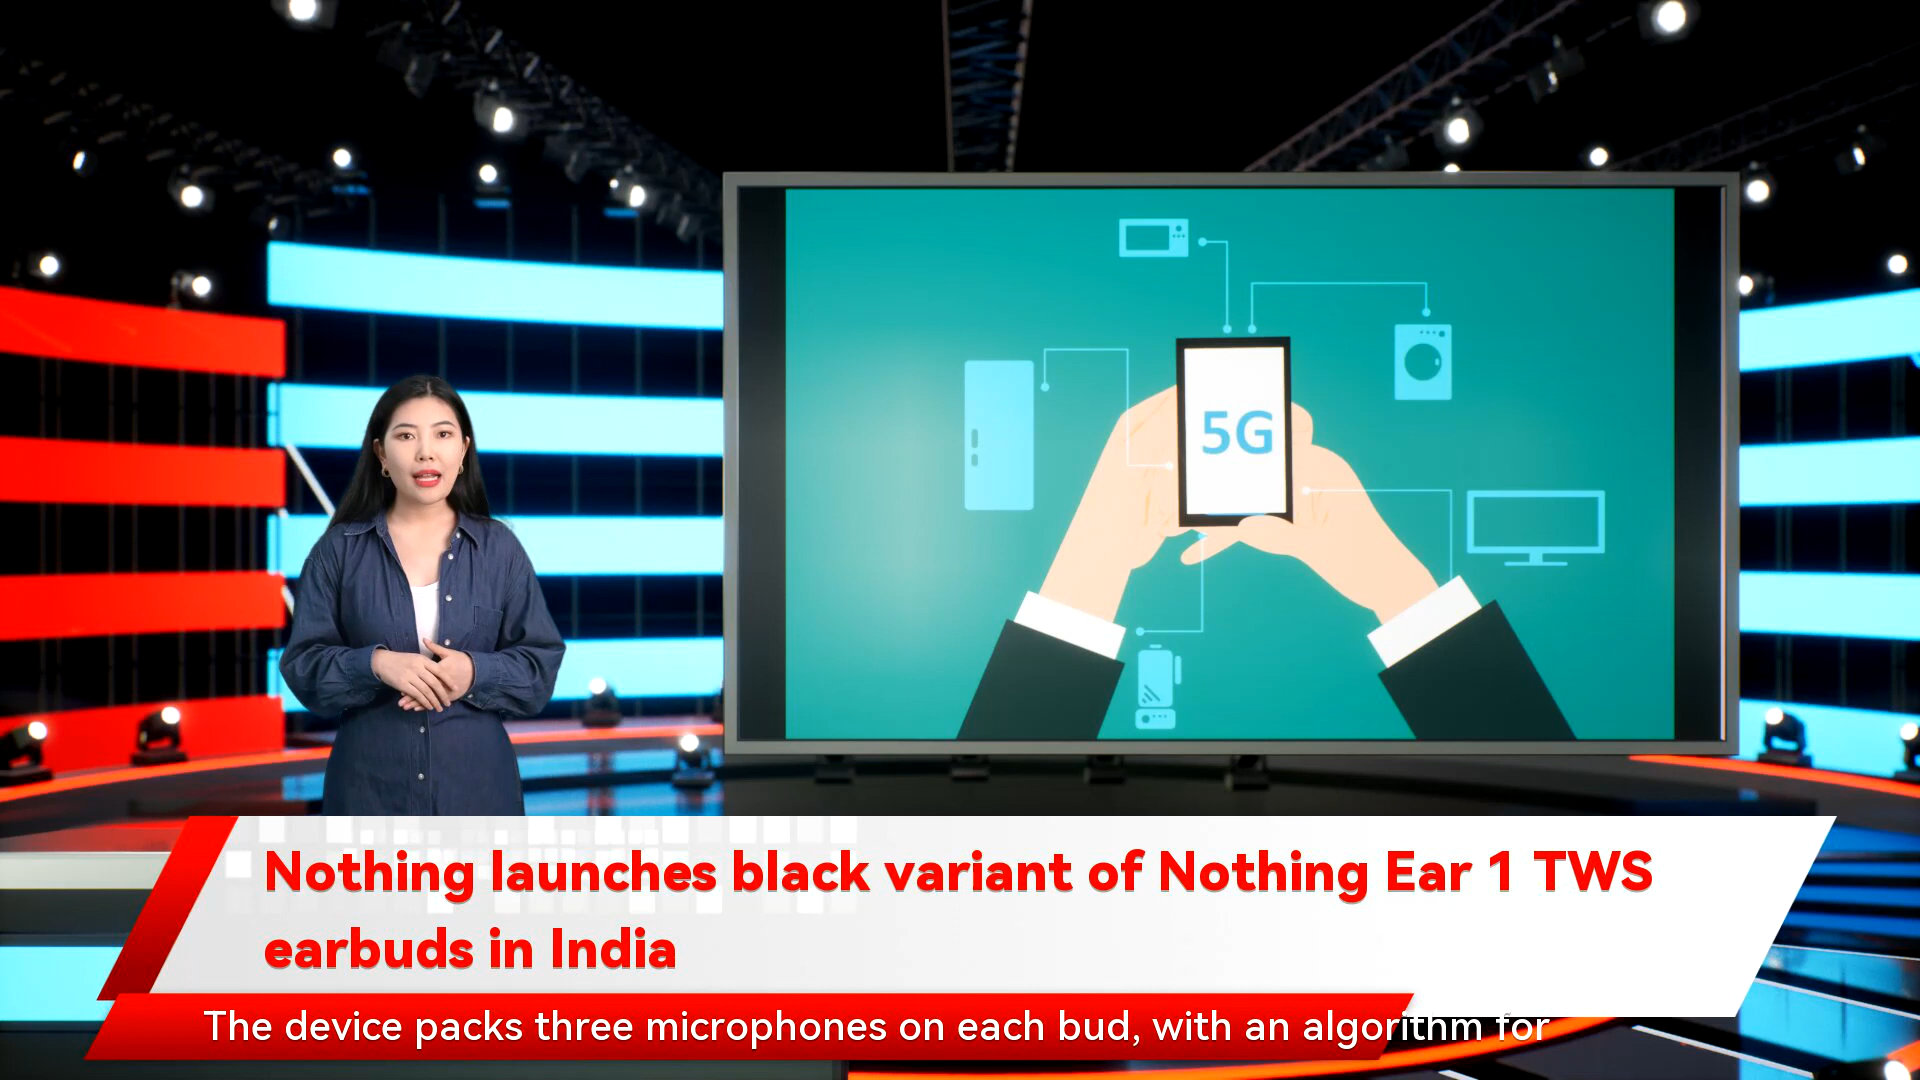 5G
Nothing launches black variant of Nothing Ear 1 TWS
earbuds in India
The device packs three microphones on each bud, with an algorithm for